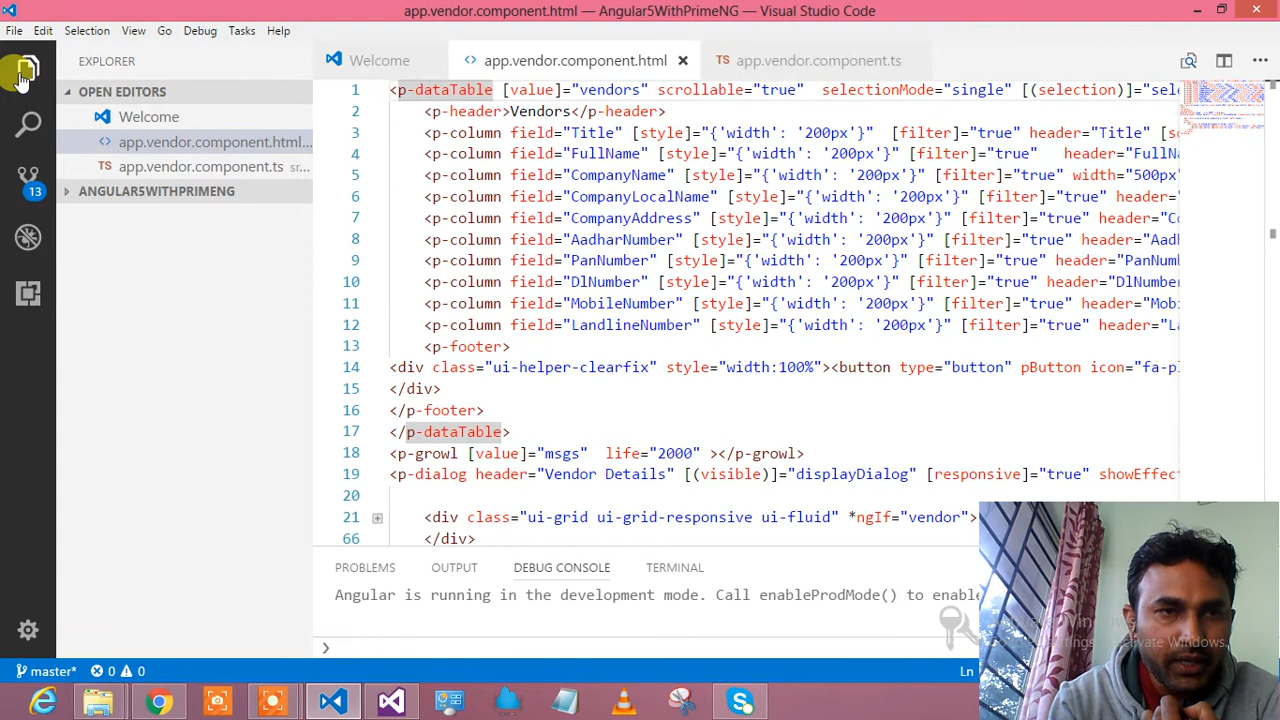 app.vendor.component.html — Angular5WithPrimeNG — Visual Studio Code
File Edit Selection View Go Debug Tasks Help
EXPLORER
OPEN EDITORS
Welcome
app.vendor.component.html...
app.vendor.component.ts sr...
ANGULAR5WITHPRIMENG
13
Welcome
app.vendor.component.html
TS app.vendor.component.ts
1 <p-dataTable [value]="vendors" scrollable="true" selectionMode="single" [(selection)]="sele
2 <p-header>Vendors</p-header>
3 <p-column field="Title" [style]="{'width': '200px'}" [filter]="true" header="Title" [so
4 <p-column field="FullName" [style]="{'width': '200px'}" [filter]="true" header="FullNa
5 <p-column field="CompanyName" [style]="{'width': '200px'}" [filter]="true" width="500px"
6 <p-column field="CompanyLocalName" [style]="{'width': '200px'}" [filter]="true" header=
7 <p-column field="CompanyAddress" [style]="{'width': '200px'}" [filter]="true" header="Co
8 <p-column field="AadharNumber" [style]="{'width': '200px'}" [filter]="true" header="Aadh
9 <p-column field="PanNumber" [style]="{'width': '200px'}" [filter]="true" header="PanNumb
10 <p-column field="DlNumber" [style]="{'width': '200px'}" [filter]="true" header="DlNumber
11 <p-column field="MobileNumber" [style]="{'width': '200px'}" [filter]="true" header="Mobi
12 <p-column field="LandlineNumber" [style]="{'width': '200px'}" [filter]="true" header="La
13 <p-footer>
14 <div class="ui-helper-clearfix" style="width:100%"><button type="button" pButton icon="fa-pl
15 </div>
16 </p-footer>
17 </p-dataTable>
18 <p-growl [value]="msgs" life="2000" ></p-growl>
19 <p-dialog header="Vendor Details" [(visible)]="displayDialog" [responsive]="true" showEffect
20
21 <div class="ui-grid ui-grid-responsive ui-fluid" *ngIf="vendor">
66 </div>
PROBLEMS OUTPUT DEBUG CONSOLE TERMINAL
Angular is running in the development mode. Call enableProdMode() to enable
master* 0 0 Ln